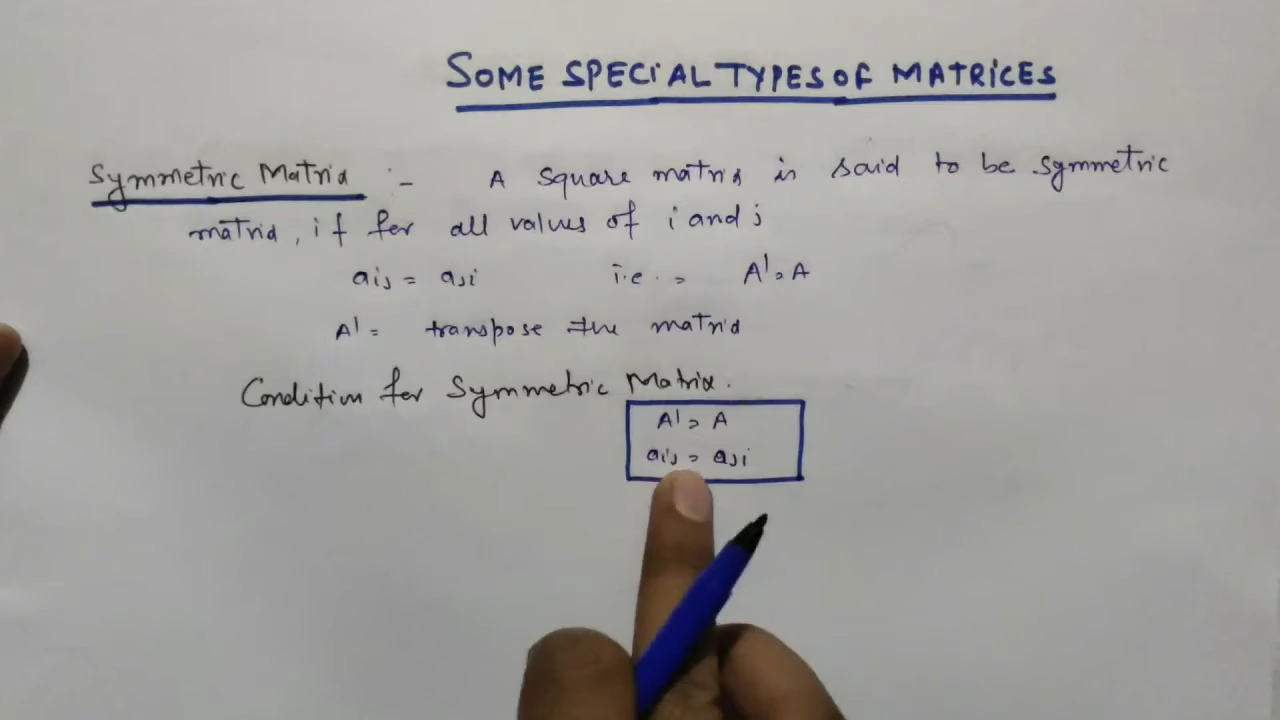 SOME SPECIAL TYPES OF MATRICES
Symmetric Matrix :- A square matrix is said to be symmetric
matrix, if for all values of i and j
aij = aji i.e. = A' = A
A' = transpose the matrix
Condition for Symmetric Matrix.
A' = A
aij = aji